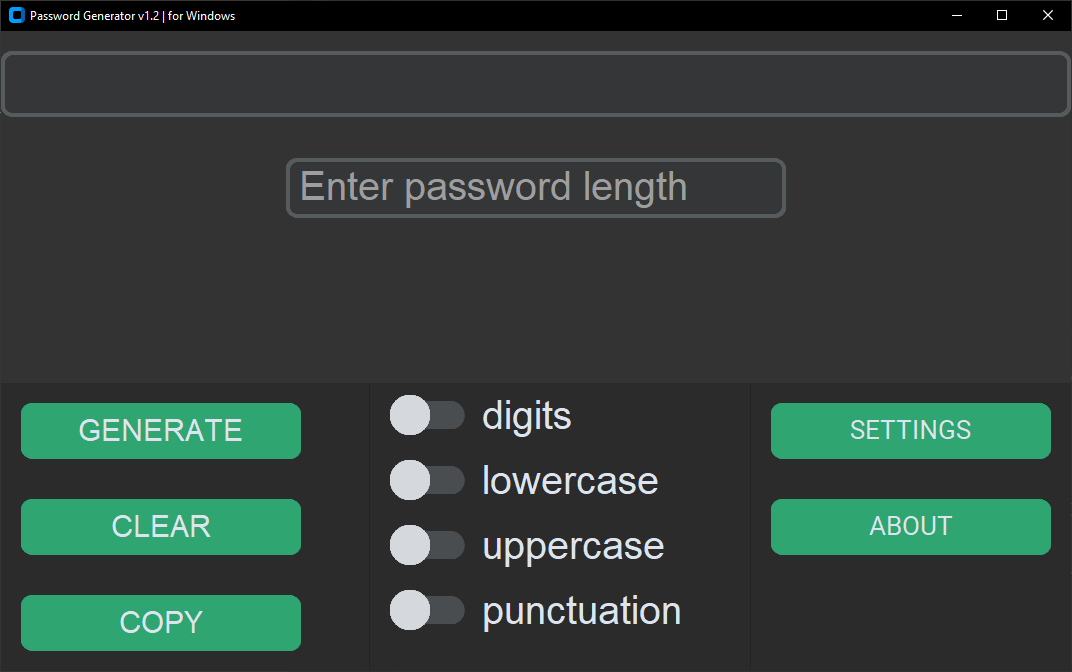 Password Generator v1.2 | for Windows
Enter password length
GENERATE
CLEAR
COPY
digits
lowercase
uppercase
punctuation
SETTINGS
ABOUT